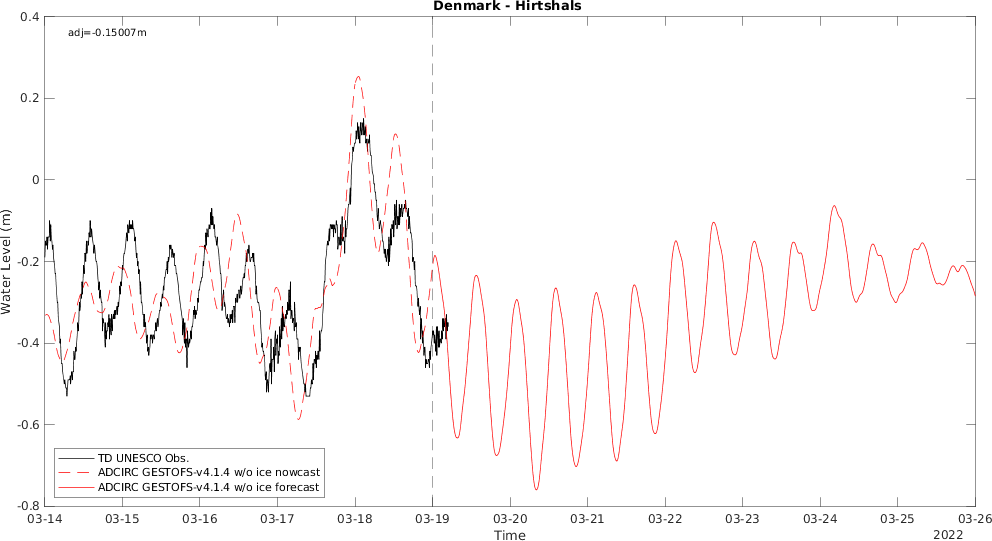 Denmark - Hirtshals
adj=-0.15007m
0.4
0.2
0
-0.2
-0.4
-0.6
-0.8
Water Level (m)
TD UNESCO Obs.
ADCIRC GESTOFS-v4.1.4 w/o ice nowcast
ADCIRC GESTOFS-v4.1.4 w/o ice forecast
03-14 03-15 03-16 03-17 03-18 03-19 03-20 03-21 03-22 03-23 03-24 03-25 03-26
Time
2022